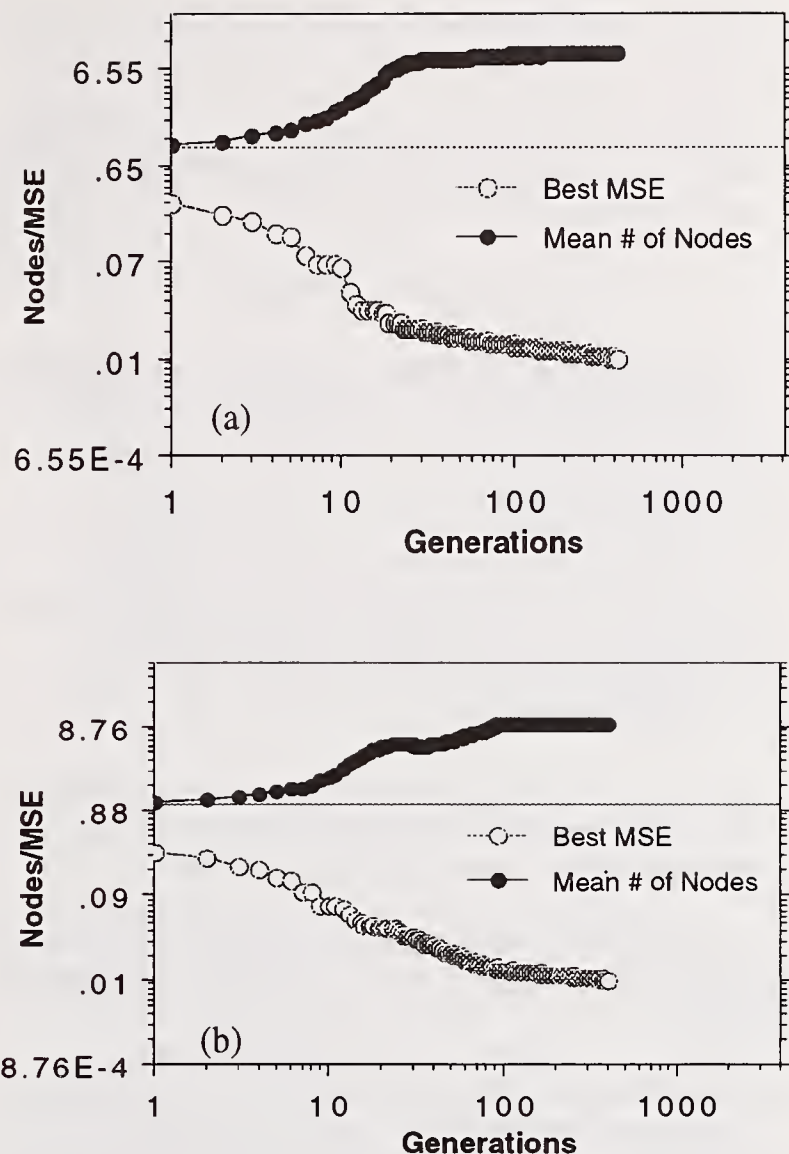 6.55
.65
.07
.01
6.55E-4
Nodes/MSE
Best MSE
Mean # of Nodes
(a)
1
10
100
1000
Generations
8.76
.88
.09
.01
8.76E-4
Nodes/MSE
Best MSE
Mean # of Nodes
(b)
1
10
100
1000
Generations